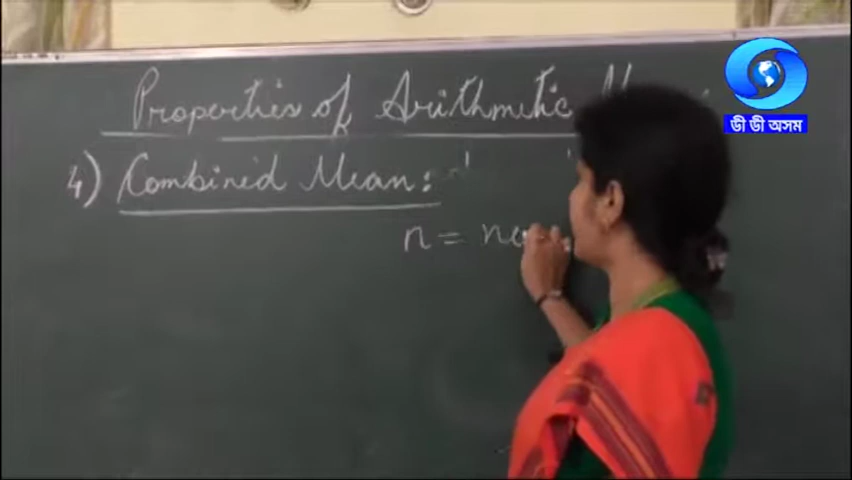 Properties of Arithmetic
4) Combined Mean:
n =
ডী ডী অসম